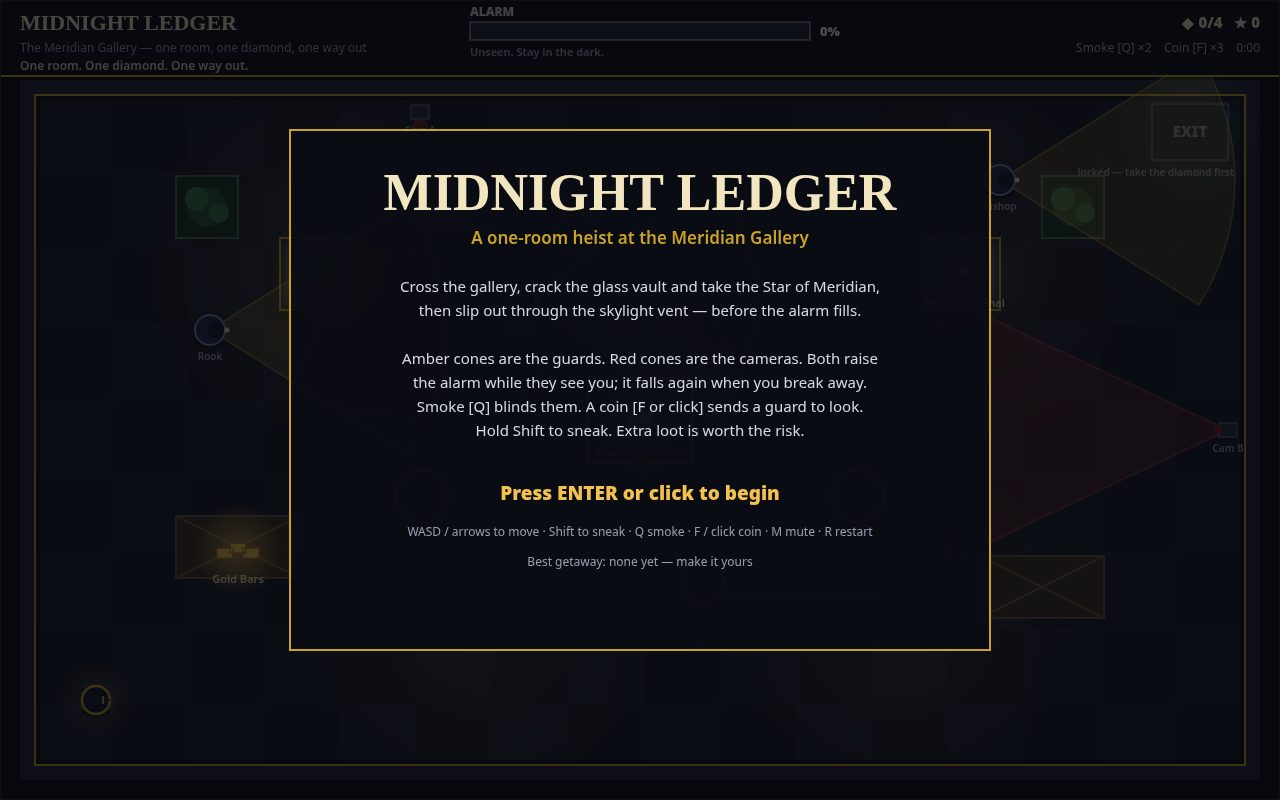 MIDNIGHT LEDGER
The Meridian Gallery — one room, one diamond, one way out
One room. One diamond. One way out.
ALARM
0%
Unseen. Stay in the dark.
◆ 0/4 ★ 0
Smoke [Q] ×2 Coin [F] ×3 0:00
EXIT
locked — take the diamond first
MIDNIGHT LEDGER
A one-room heist at the Meridian Gallery
Cross the gallery, crack the glass vault and take the Star of Meridian,
then slip out through the skylight vent — before the alarm fills.
Amber cones are the guards. Red cones are the cameras. Both raise
the alarm while they see you; it falls again when you break away.
Smoke [Q] blinds them. A coin [F or click] sends a guard to look.
Hold Shift to sneak. Extra loot is worth the risk.
Press ENTER or click to begin
WASD / arrows to move · Shift to sneak · Q smoke · F / click coin · M mute · R restart
Best getaway: none yet — make it yours
Rook
Cam B
Star of Meridian
Gold Bars